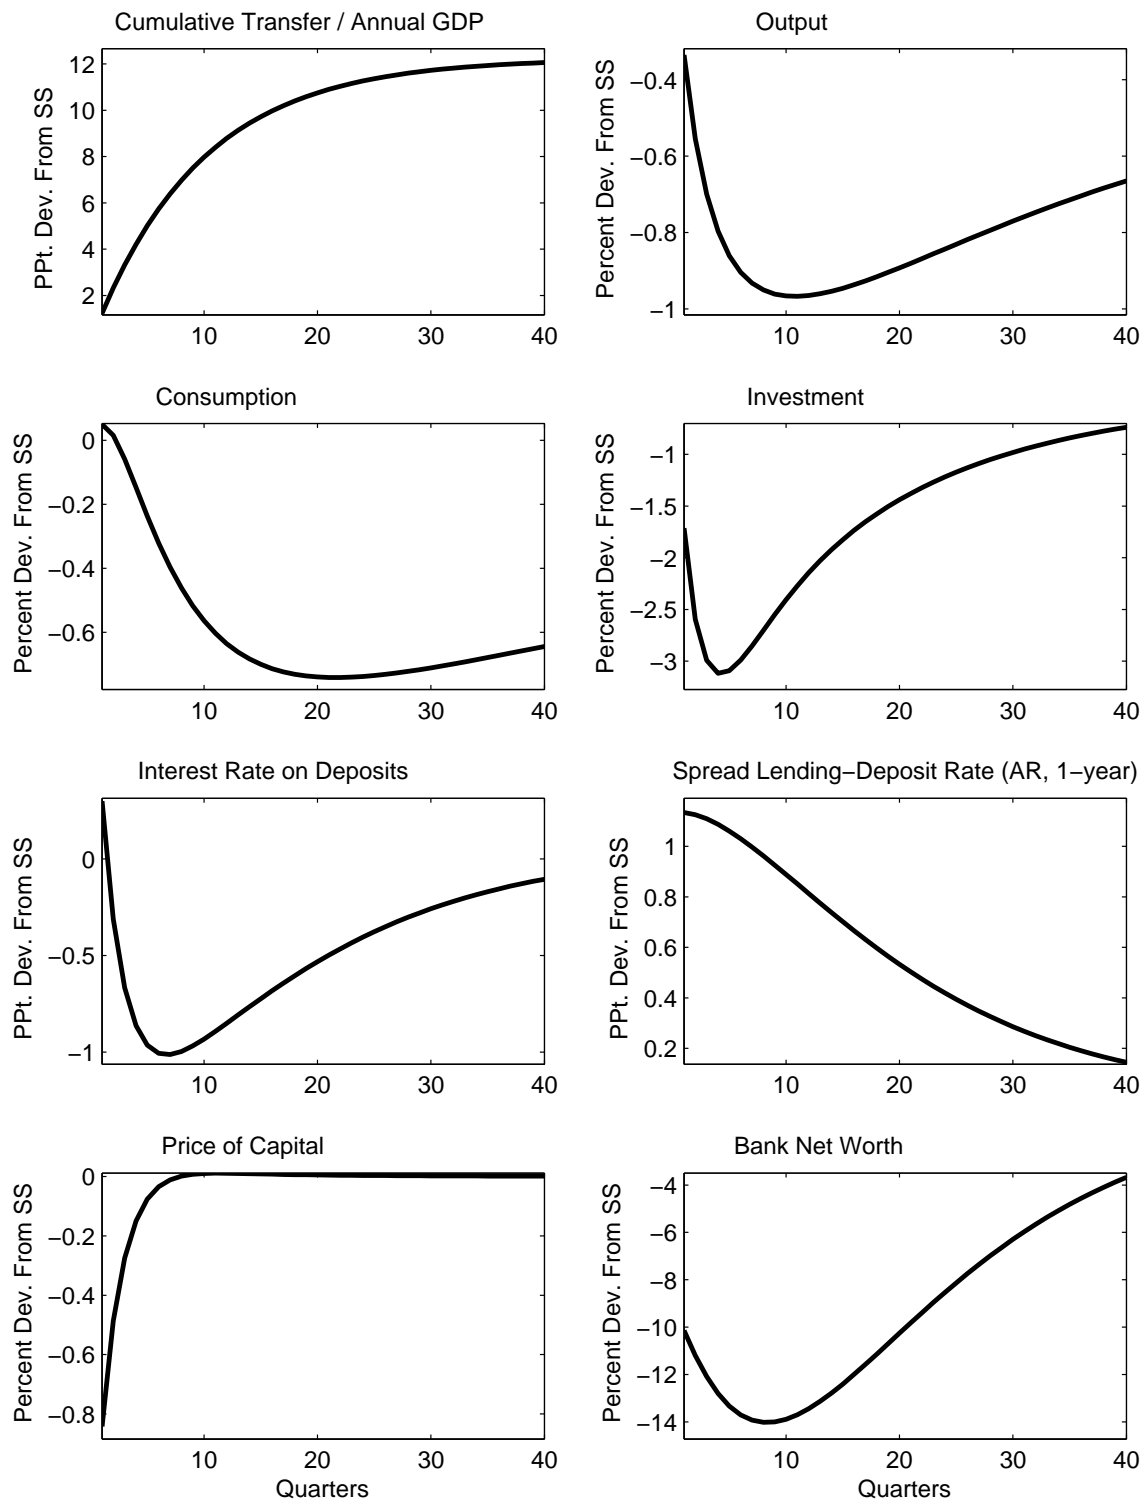 Cumulative Transfer / Annual GDP
PPt. Dev. From SS
12
10
8
6
4
2
10 20 30 40
Output
Percent Dev. From SS
−0.4
−0.6
−0.8
−1
10 20 30 40
Consumption
Percent Dev. From SS
0
−0.2
−0.4
−0.6
10 20 30 40
Investment
Percent Dev. From SS
−1
−1.5
−2
−2.5
−3
10 20 30 40
Interest Rate on Deposits
PPt. Dev. From SS
0
−0.5
−1
10 20 30 40
Spread Lending−Deposit Rate (AR, 1−year)
PPt. Dev. From SS
1
0.8
0.6
0.4
0.2
10 20 30 40
Price of Capital
Percent Dev. From SS
0
−0.2
−0.4
−0.6
−0.8
10 20 30 40
Quarters
Bank Net Worth
Percent Dev. From SS
−4
−6
−8
−10
−12
−14
10 20 30 40
Quarters